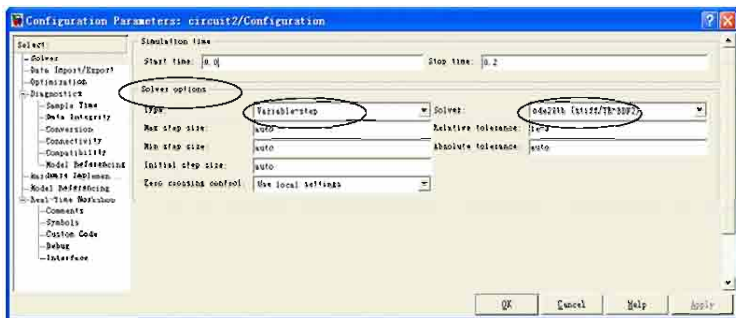 Configuration Parameters: circuit2/Configuration
Select:
Solver
Data Import/Export
Optimization
Diagnostics
Sample Time
Data Integrity
Conversion
Connectivity
Compatibility
Model Referencing
Hardware Implemen...
Model Referencing
Real-Time Workshop
Comments
Symbols
Custom Code
Debug
Interface
Simulation time
Start time: 0.0 Stop time: 0.2
Solver options
Type: Variable-step Solver: ode23tb (stiff/TR-BDF2)
Max step size: auto Relative tolerance: 1e-3
Min step size: auto Absolute tolerance: auto
Initial step size: auto
Zero crossing control: Use local settings
OK Cancel Help Apply